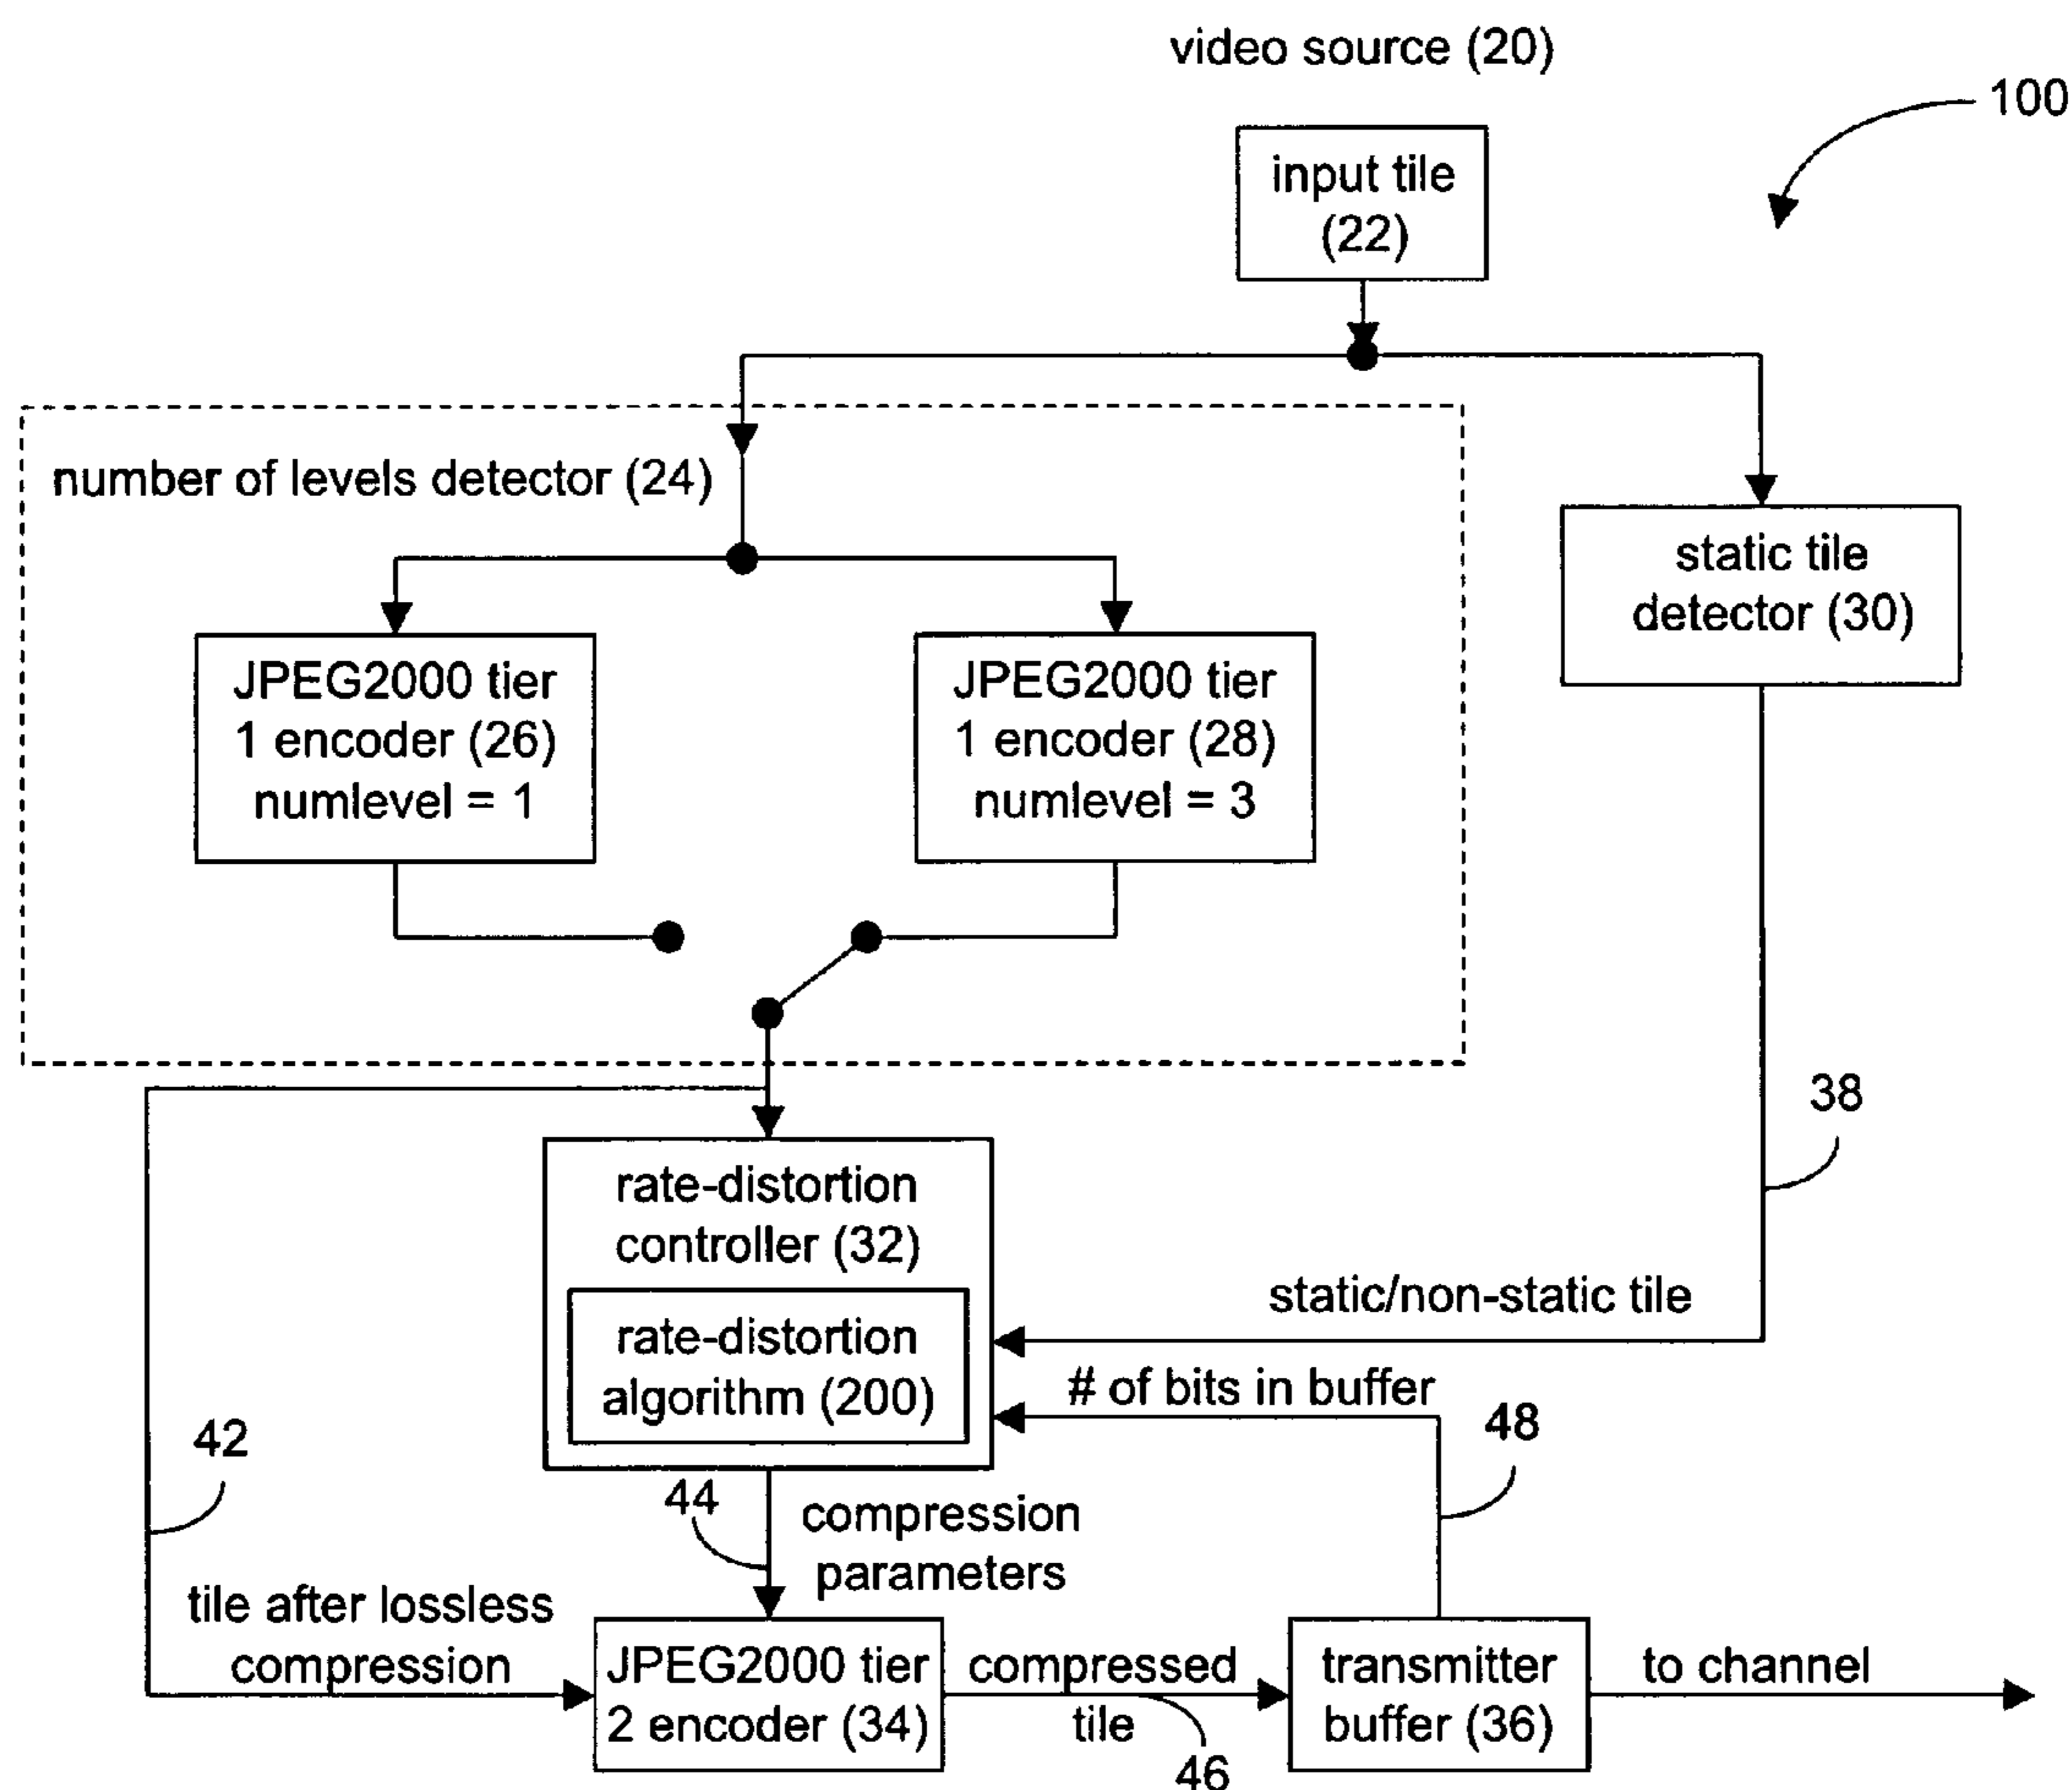 video source (20)
100
input tile
(22)
number of levels detector (24)
static tile
detector (30)
JPEG2000 tier
1 encoder (26)
numlevel = 1
JPEG2000 tier
1 encoder (28)
numlevel = 3
38
rate-distortion
controller (32)
static/non-static tile
rate-distortion
algorithm (200)
# of bits in buffer
42
48
44
compression
parameters
tile after lossless
compression
JPEG2000 tier
2 encoder (34)
compressed
tile
46
transmitter
buffer (36)
to channel